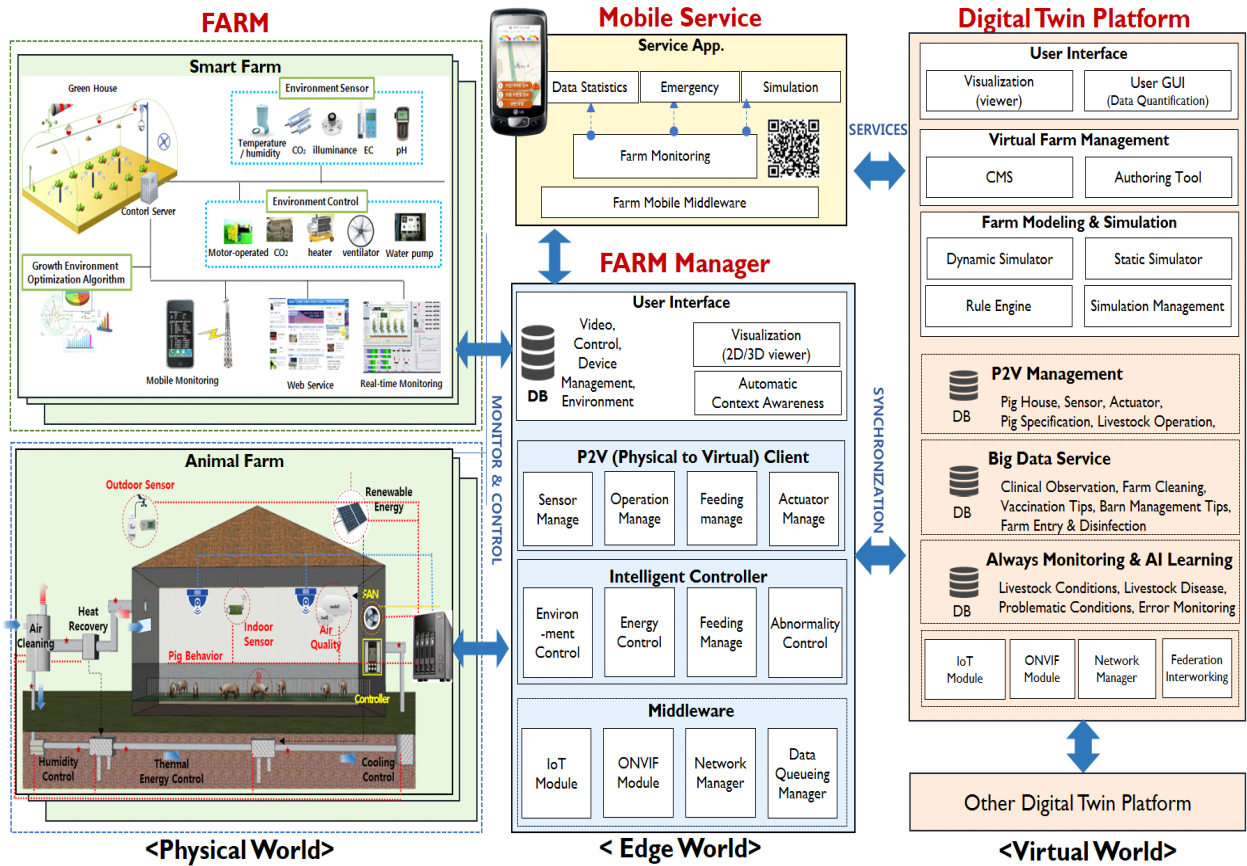 FARM
Smart Farm
Green House
Environment Sensor
Temperature
/ humidity
CO₂
illuminance
EC
pH
Contorl Server
Environment Control
Motor-operated
CO₂
heater
ventilator
Water pump
Growth Environment
Optimization Algorithm
Mobile Monitoring
Web Service
Real-time Monitoring
Animal Farm
Outdoor Sensor
Renewable
Energy
Heat
Recovery
Air
Cleaning
Indoor
Sensor
Air
Quality
FAN
Pig Behavior
Controller
Humidity
Control
Thermal
Energy Control
Cooling
Control
<Physical World>
MONITOR & CONTROL
Mobile Service
Service App.
Data Statistics
Emergency
Simulation
Farm Monitoring
Farm Mobile Middleware
LG
FARM Manager
User Interface
DB
Video,
Control,
Device
Management,
Environment
Visualization
(2D/3D viewer)
Automatic
Context Awareness
P2V (Physical to Virtual) Client
Sensor
Manage
Operation
Manage
Feeding
manage
Actuator
Manage
Intelligent Controller
Environ
-ment Control
Energy
Control
Feeding
Manage
Abnormality
Control
Middleware
IoT
Module
ONVIF
Module
Network
Manager
Data
Queueing
Manager
< Edge World>
SERVICES
SYNCHRONIZATION
Digital Twin Platform
User Interface
Visualization
(viewer)
User GUI
(Data Quantification)
Virtual Farm Management
CMS
Authoring Tool
Farm Modeling & Simulation
Dynamic Simulator
Static Simulator
Rule Engine
Simulation Management
P2V Management
DB
Pig House, Sensor, Actuator,
Pig Specification, Livestock Operation,
Big Data Service
DB
Clinical Observation, Farm Cleaning,
Vaccination Tips, Barn Management Tips,
Farm Entry & Disinfection
Always Monitoring & AI Learning
DB
Livestock Conditions, Livestock Disease,
Problematic Conditions, Error Monitoring
IoT
Module
ONVIF
Module
Network
Manager
Federation
Interworking
Other Digital Twin Platform
<Virtual World>